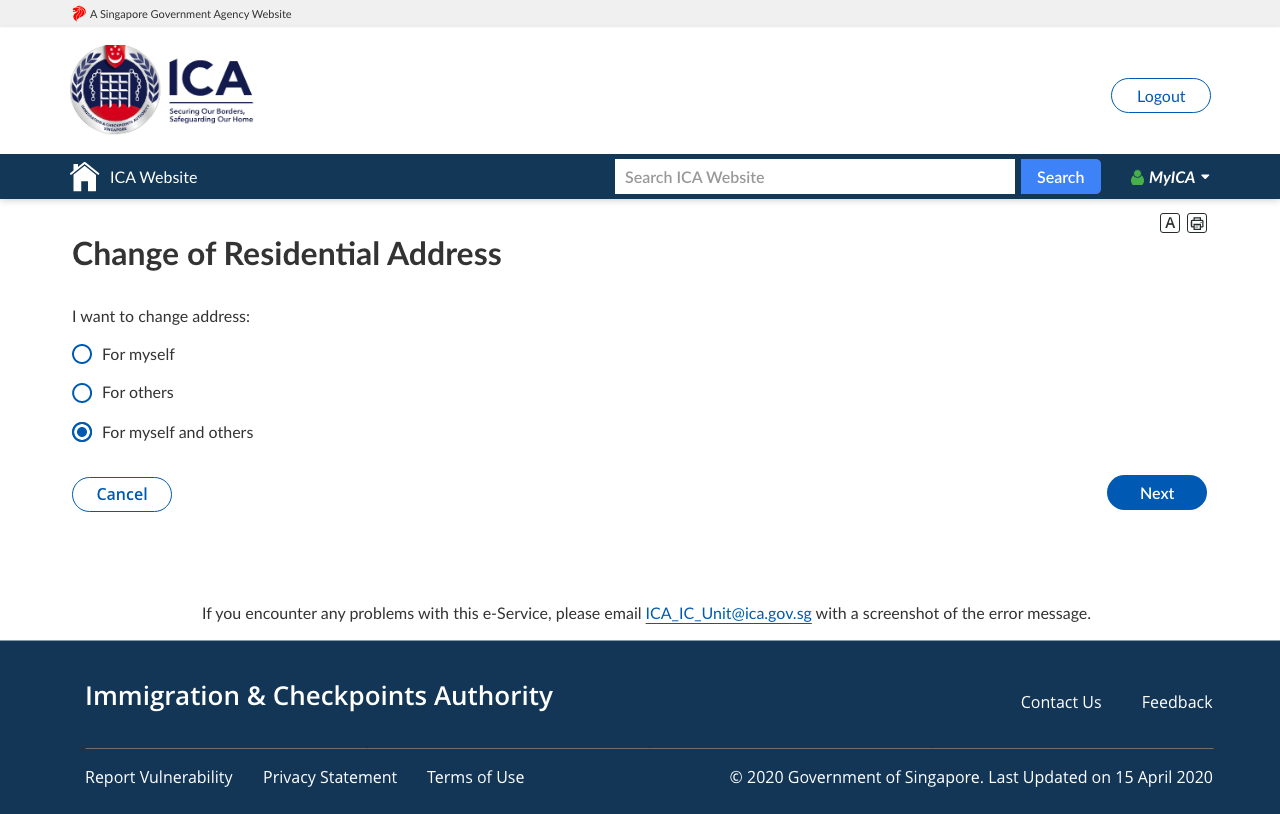 A Singapore Government Agency Website
ICA
Securing Our Borders,
Safeguarding Our Home
IMMIGRATION & CHECKPOINTS AUTHORITY
SINGAPORE
Logout
ICA Website
Search ICA Website
Search
MyICA
A
Change of Residential Address
I want to change address:
For myself
For others
For myself and others
Cancel
Next
If you encounter any problems with this e-Service, please email ICA_IC_Unit@ica.gov.sg with a screenshot of the error message.
Immigration & Checkpoints Authority
Contact Us
Feedback
Report Vulnerability
Privacy Statement
Terms of Use
© 2020 Government of Singapore. Last Updated on 15 April 2020